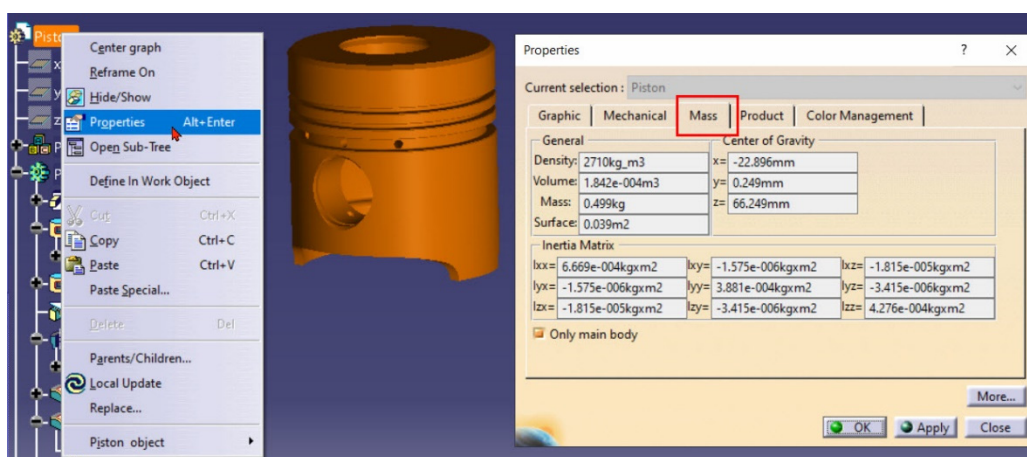 Pisto
Center graph
Reframe On
Hide/Show
Properties Alt+Enter
Open Sub-Tree
Define In Work Object
Cut Ctrl+X
Copy Ctrl+C
Paste Ctrl+V
Paste Special...
Delete Del
Parents/Children...
Local Update
Replace...
Piston object
Properties ? X
Current selection : Piston
Graphic Mechanical Mass Product Color Management
General Center of Gravity
Density: 2710kg_m3 x= -22.896mm
Volume: 1.842e-004m3 y= 0.249mm
Mass: 0.499kg z= 66.249mm
Surface: 0.039m2
Inertia Matrix
Ixx= 6.669e-004kgxm2 Ixy= -1.575e-006kgxm2 Ixz= -1.815e-005kgxm2
Iyx= -1.575e-006kgxm2 Iyy= 3.881e-004kgxm2 Iyz= -3.415e-006kgxm2
Izx= -1.815e-005kgxm2 Izy= -3.415e-006kgxm2 Izz= 4.276e-004kgxm2
Only main body
More...
OK Apply Close